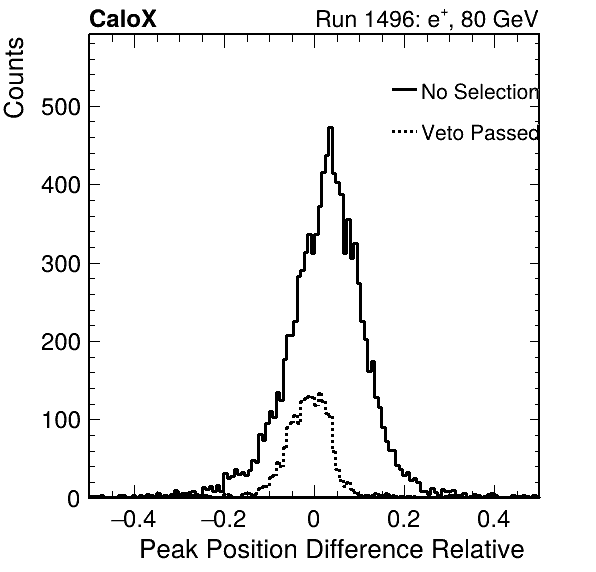 CaloX Run 1496: e⁺, 80 GeV
Counts
No Selection
Veto Passed
500
400
300
200
100
0
−0.4 −0.2 0 0.2 0.4
Peak Position Difference Relative